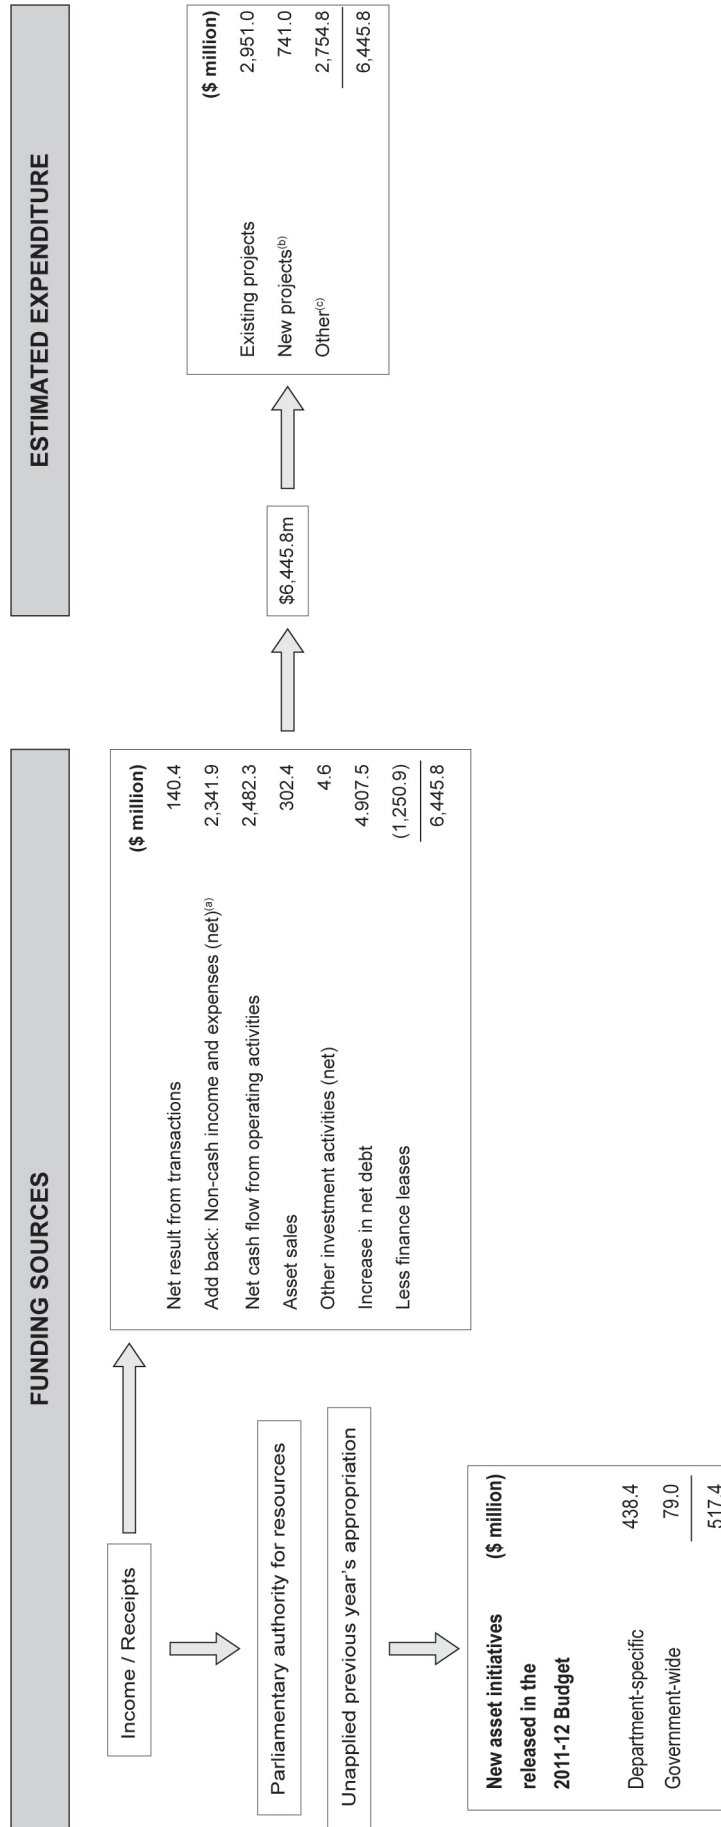 FUNDING SOURCES
ESTIMATED EXPENDITURE
Income / Receipts
Parliamentary authority for resources
Unapplied previous year's appropriation
New asset initiatives ($ million)
released in the
2011-12 Budget
Department-specific 438.4
Government-wide 79.0
517.4
($ million)
Net result from transactions 140.4
Add back: Non-cash income and expenses (net)(a) 2,341.9
Net cash flow from operating activities 2,482.3
Asset sales 302.4
Other investment activities (net) 4.6
Increase in net debt 4.907.5
Less finance leases (1,250.9)
6,445.8
$6,445.8m
($ million)
Existing projects 2,951.0
New projects(b) 741.0
Other(c) 2,754.8
6,445.8